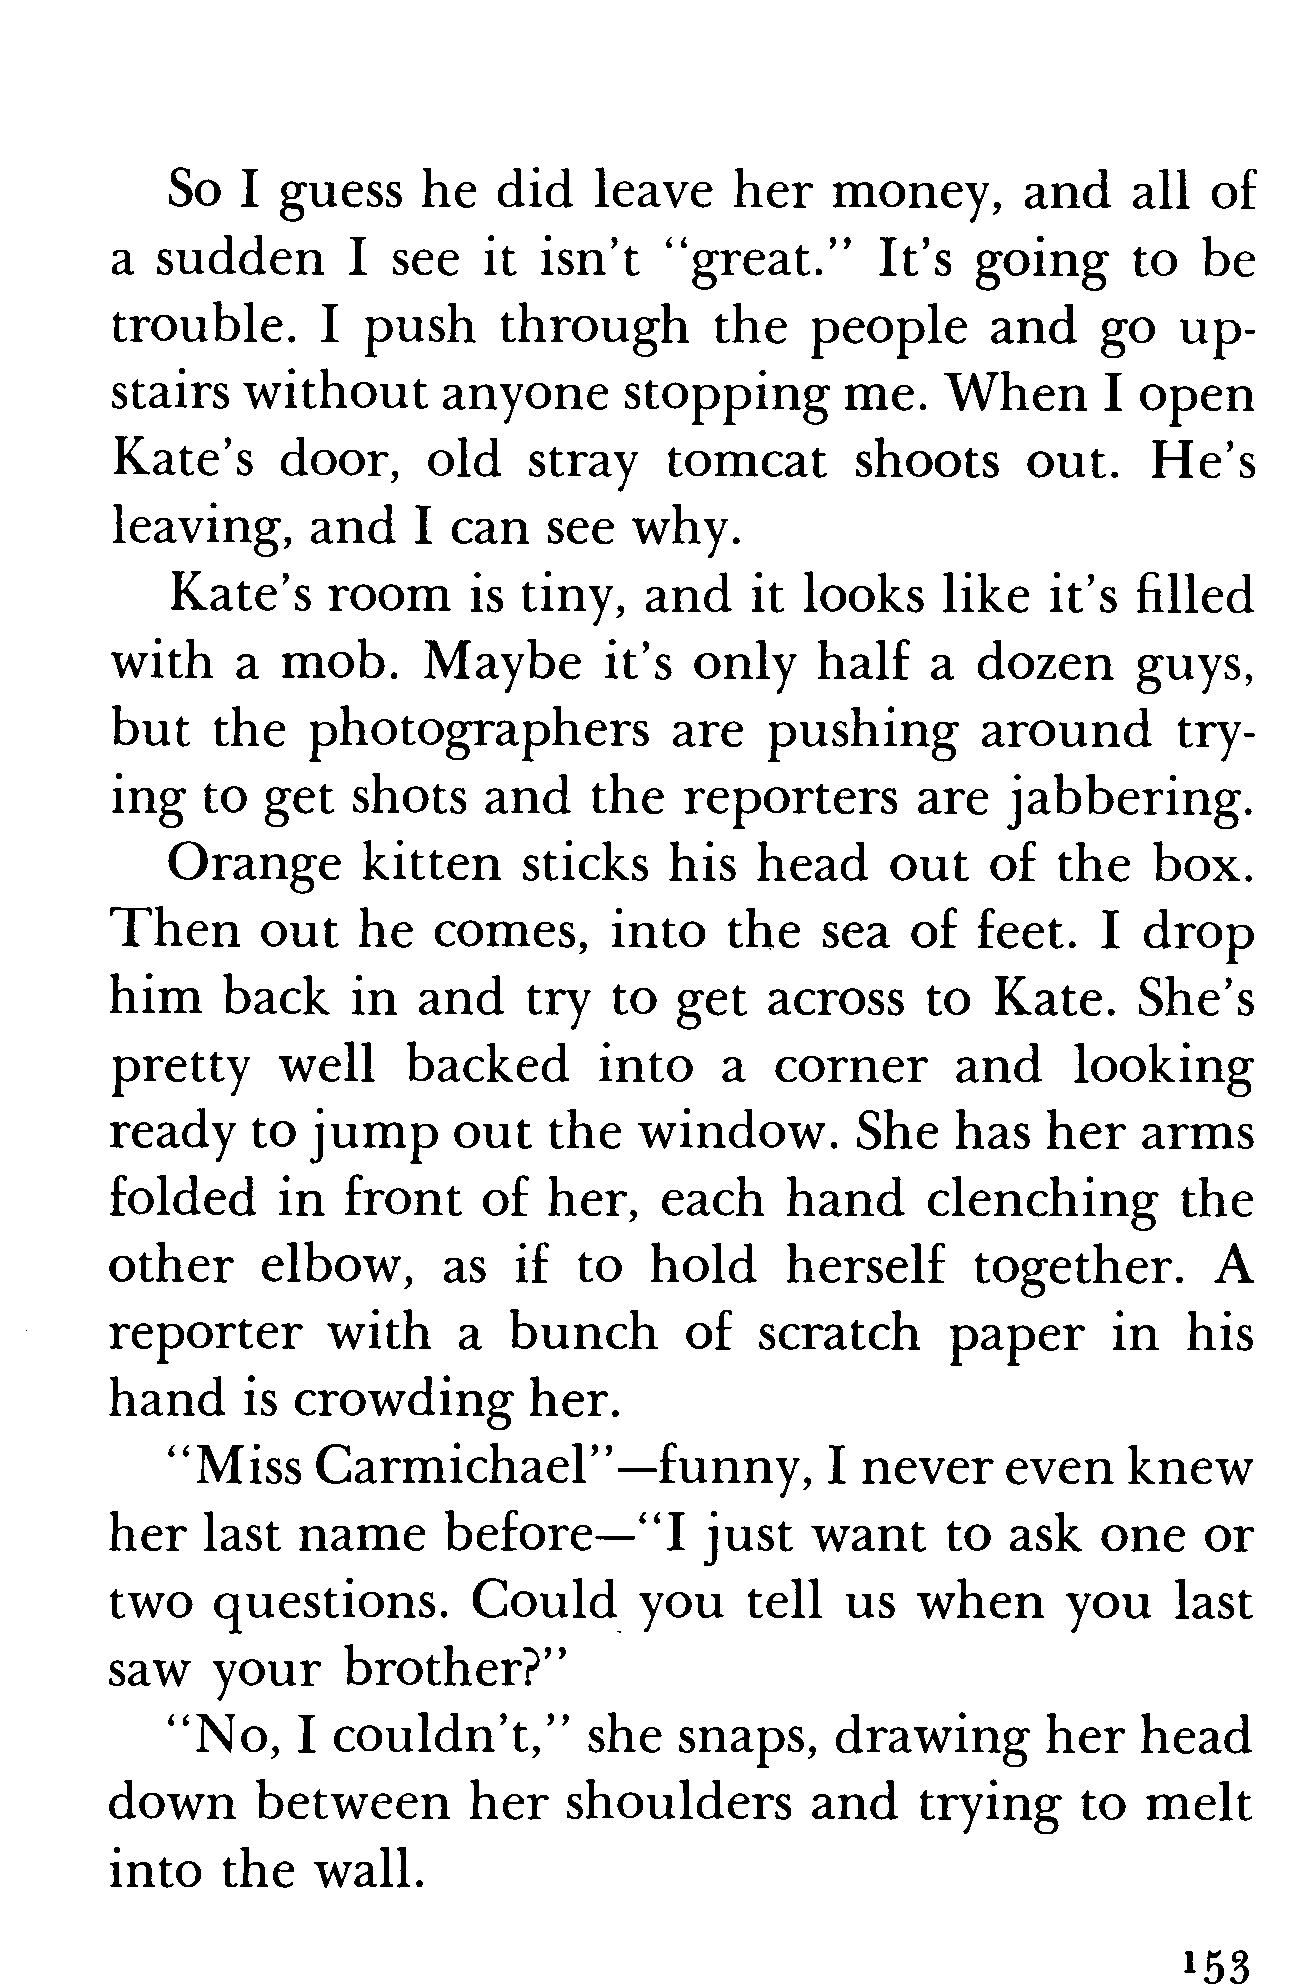 So I guess he did leave her money, and all of
a sudden I see it isn't "great." It's going to be
trouble. I push through the people and go up-
stairs without anyone stopping me. When I open
Kate's door, old stray tomcat shoots out. He's
leaving, and I can see why.
Kate's room is tiny, and it looks like it's filled
with a mob. Maybe it's only half a dozen guys,
but the photographers are pushing around try-
ing to get shots and the reporters are jabbering.
Orange kitten sticks his head out of the box.
Then out he comes, into the sea of feet. I drop
him back in and try to get across to Kate. She's
pretty well backed into a corner and looking
ready to jump out the window. She has her arms
folded in front of her, each hand clenching the
other elbow, as if to hold herself together. A
reporter with a bunch of scratch paper in his
hand is crowding her.
"Miss Carmichael"—funny, I never even knew
her last name before—"I just want to ask one or
two questions. Could you tell us when you last
saw your brother?"
"No, I couldn't," she snaps, drawing her head
down between her shoulders and trying to melt
into the wall.
153